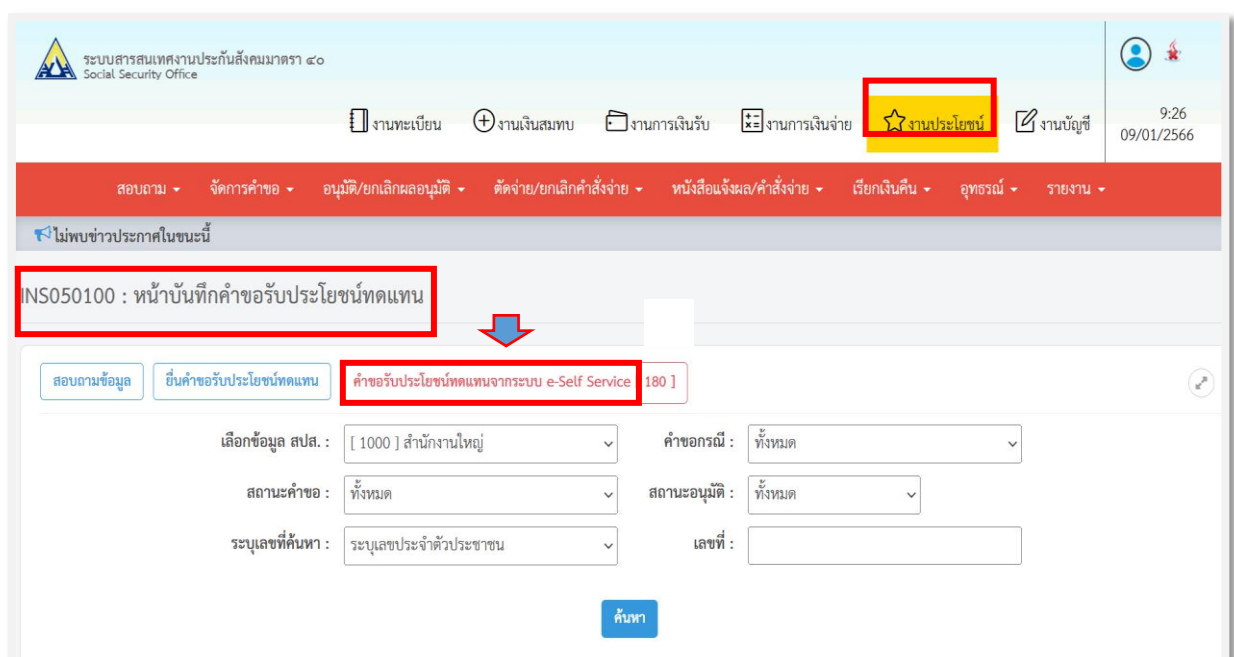 ระบบสารสนเทศงานประกันสังคมมาตรา ๔๐
Social Security Office
งานทะเบียน งานเงินสมทบ งานการเงินรับ งานการเงินจ่าย งานประโยชน์ งานบัญชี 9:26
09/01/2566
สอบถาม จัดการคำขอ อนุมัติ/ยกเลิกผลอนุมัติ ตัดจ่าย/ยกเลิกคำสั่งจ่าย หนังสือแจ้งผล/คำสั่งจ่าย เรียกเงินคืน อุทธรณ์ รายงาน
ไม่พบข่าวประกาศในขนะนี้
INS050100 : หน้าบันทึกคำขอรับประโยชน์ทดแทน
สอบถามข้อมูล ยื่นคำขอรับประโยชน์ทดแทน คำขอรับประโยชน์ทดแทนจากระบบ e-Self Service 180 ]
เลือกข้อมูล สปส. : [ 1000 ] สำนักงานใหญ่ คำขอกรณี : ทั้งหมด
สถานะคำขอ : ทั้งหมด สถานะอนุมัติ : ทั้งหมด
ระบุเลขที่ค้นหา : ระบุเลขประจำตัวประชาชน เลขที่ :
ค้นหา